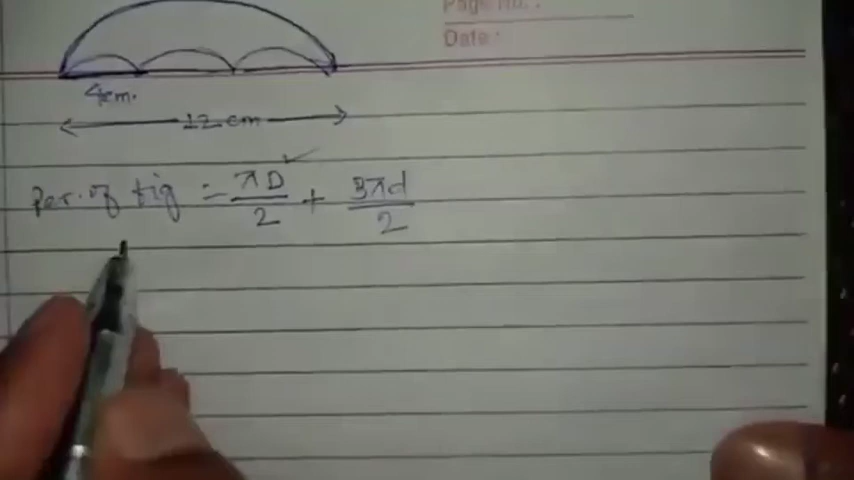 Page No. :
Date :
4cm.
12 cm
Per. of fig = πD/2 + 3πd/2